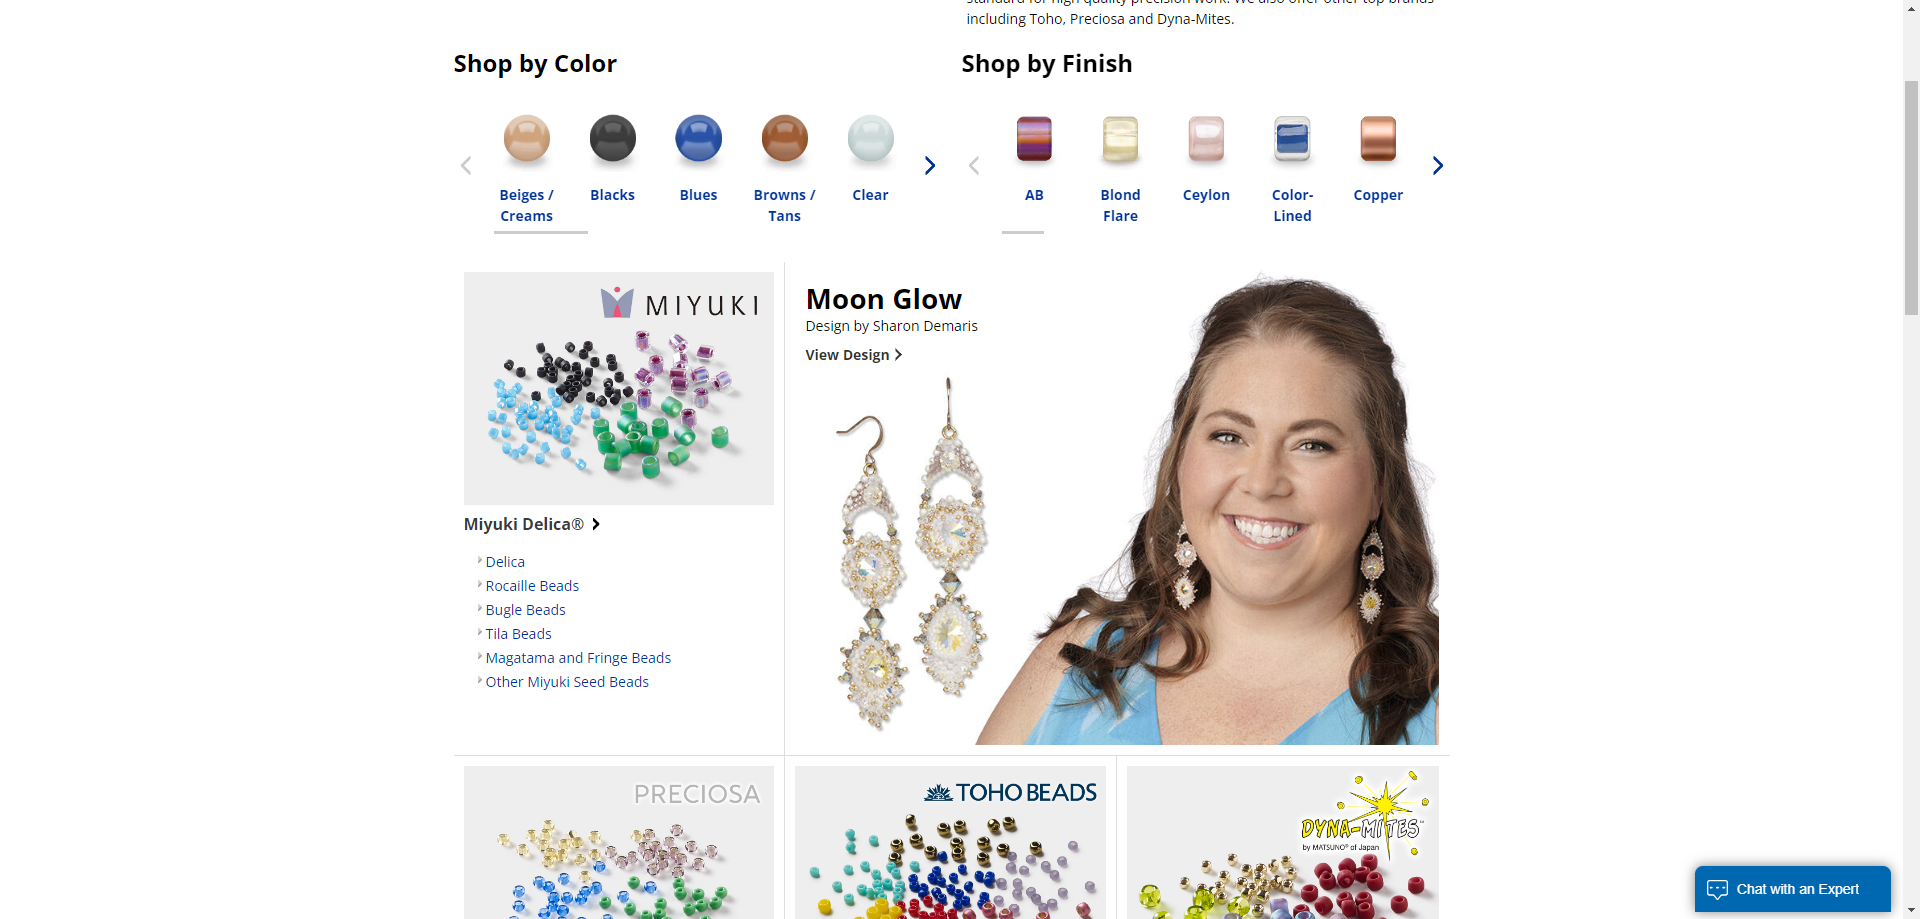 including Toho, Preciosa and Dyna-Mites.
Shop by Color
Shop by Finish
Beiges /
Creams
Blacks
Blues
Browns /
Tans
Clear
AB
Blond
Flare
Ceylon
Color-
Lined
Copper
MIYUKI
Miyuki Delica®
Delica
Rocaille Beads
Bugle Beads
Tila Beads
Magatama and Fringe Beads
Other Miyuki Seed Beads
Moon Glow
Design by Sharon Demaris
View Design
PRECIOSA
TOHO BEADS
DYNA-MITES™
by MATSUNO® of Japan
Chat with an Expert